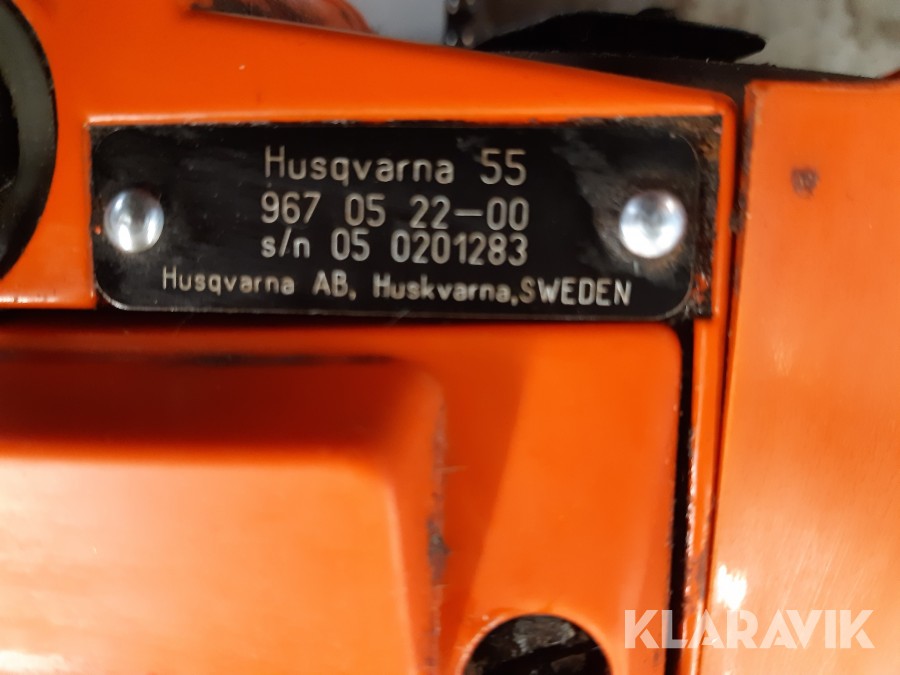 Husqvarna 55
967 05 22-00
s/n 05 0201283
Husqvarna AB, Huskvarna, SWEDEN
KLARAVIK